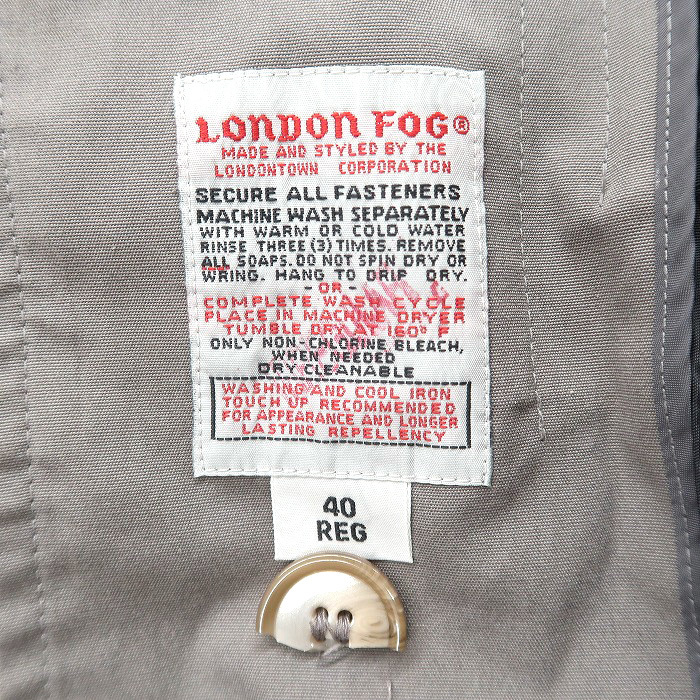 LONDON FOG®
MADE AND STYLED BY THE
LONDONTOWN CORPORATION
SECURE ALL FASTENERS
MACHINE WASH SEPARATELY
WITH WARM OR COLD WATER
RINSE THREE (3) TIMES. REMOVE
ALL SOAPS. DO NOT SPIN DRY OR
WRING. HANG TO DRIP DRY.
- OR -
COMPLETE WASH CYCLE
PLACE IN MACHINE DRYER
TUMBLE DRY 160° F
ONLY NON-CHLORINE BLEACH,
WHEN NEEDED
DRY CLEANABLE
WASHING AND COOL IRON
TOUCH UP RECOMMENDED
FOR APPEARANCE AND LONGER
LASTING REPELLENCY
40
REG